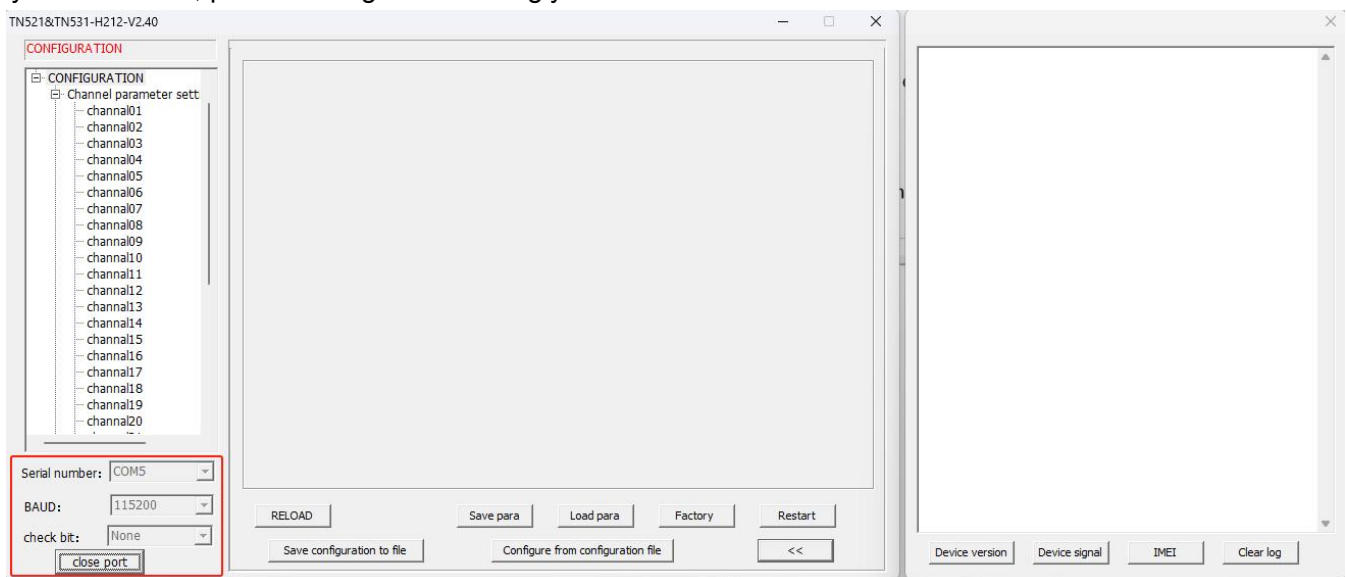 TN521&TN531-H212-V2.40
CONFIGURATION
CONFIGURATION
Channel parameter sett
channal01
channal02
channal03
channal04
channal05
channal06
channal07
channal08
channal09
channal10
channal11
channal12
channal13
channal14
channal15
channal16
channal17
channal18
channal19
channal20
Serial number: COM5
BAUD: 115200
check bit: None
close port
RELOAD Save para Load para Factory Restart
Save configuration to file Configure from configuration file <<
Device version Device signal IMEI Clear log